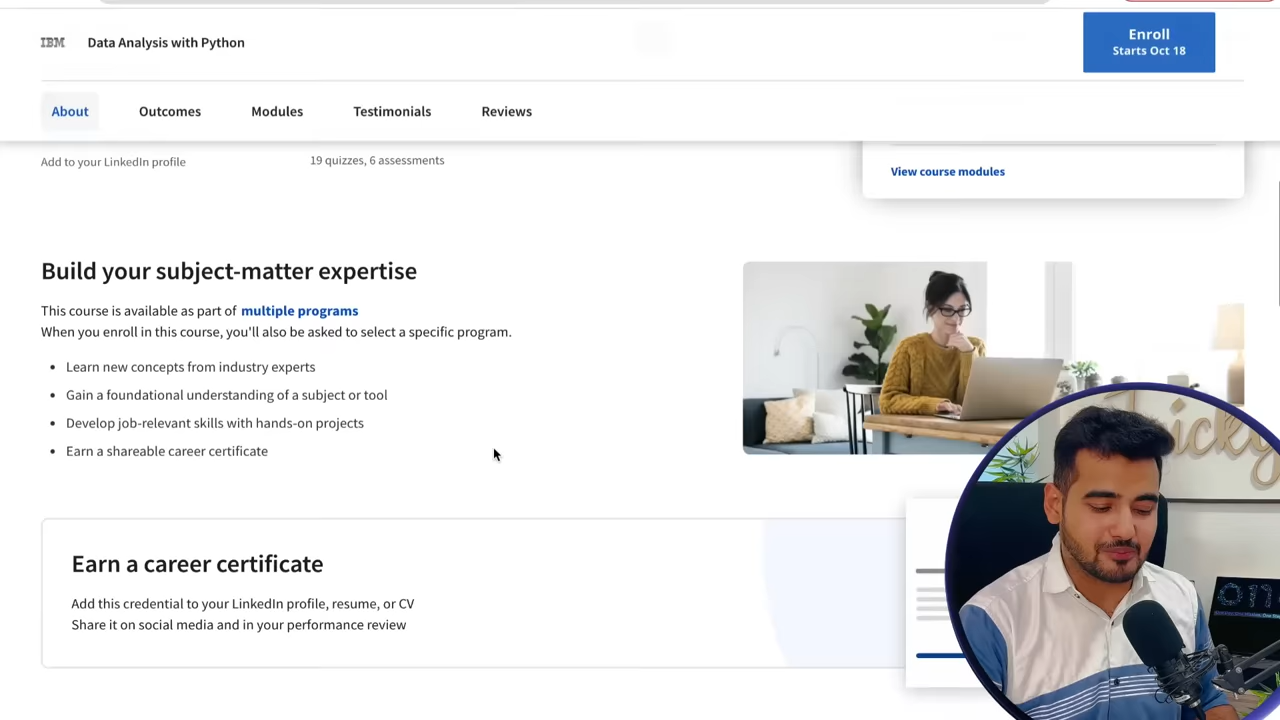 IBM
Data Analysis with Python
Enroll
Starts Oct 18
About
Outcomes
Modules
Testimonials
Reviews
Add to your LinkedIn profile
19 quizzes, 6 assessments
View course modules
Build your subject-matter expertise
This course is available as part of multiple programs
When you enroll in this course, you'll also be asked to select a specific program.
Learn new concepts from industry experts
Gain a foundational understanding of a subject or tool
Develop job-relevant skills with hands-on projects
Earn a shareable career certificate
Earn a career certificate
Add this credential to your LinkedIn profile, resume, or CV
Share it on social media and in your performance review